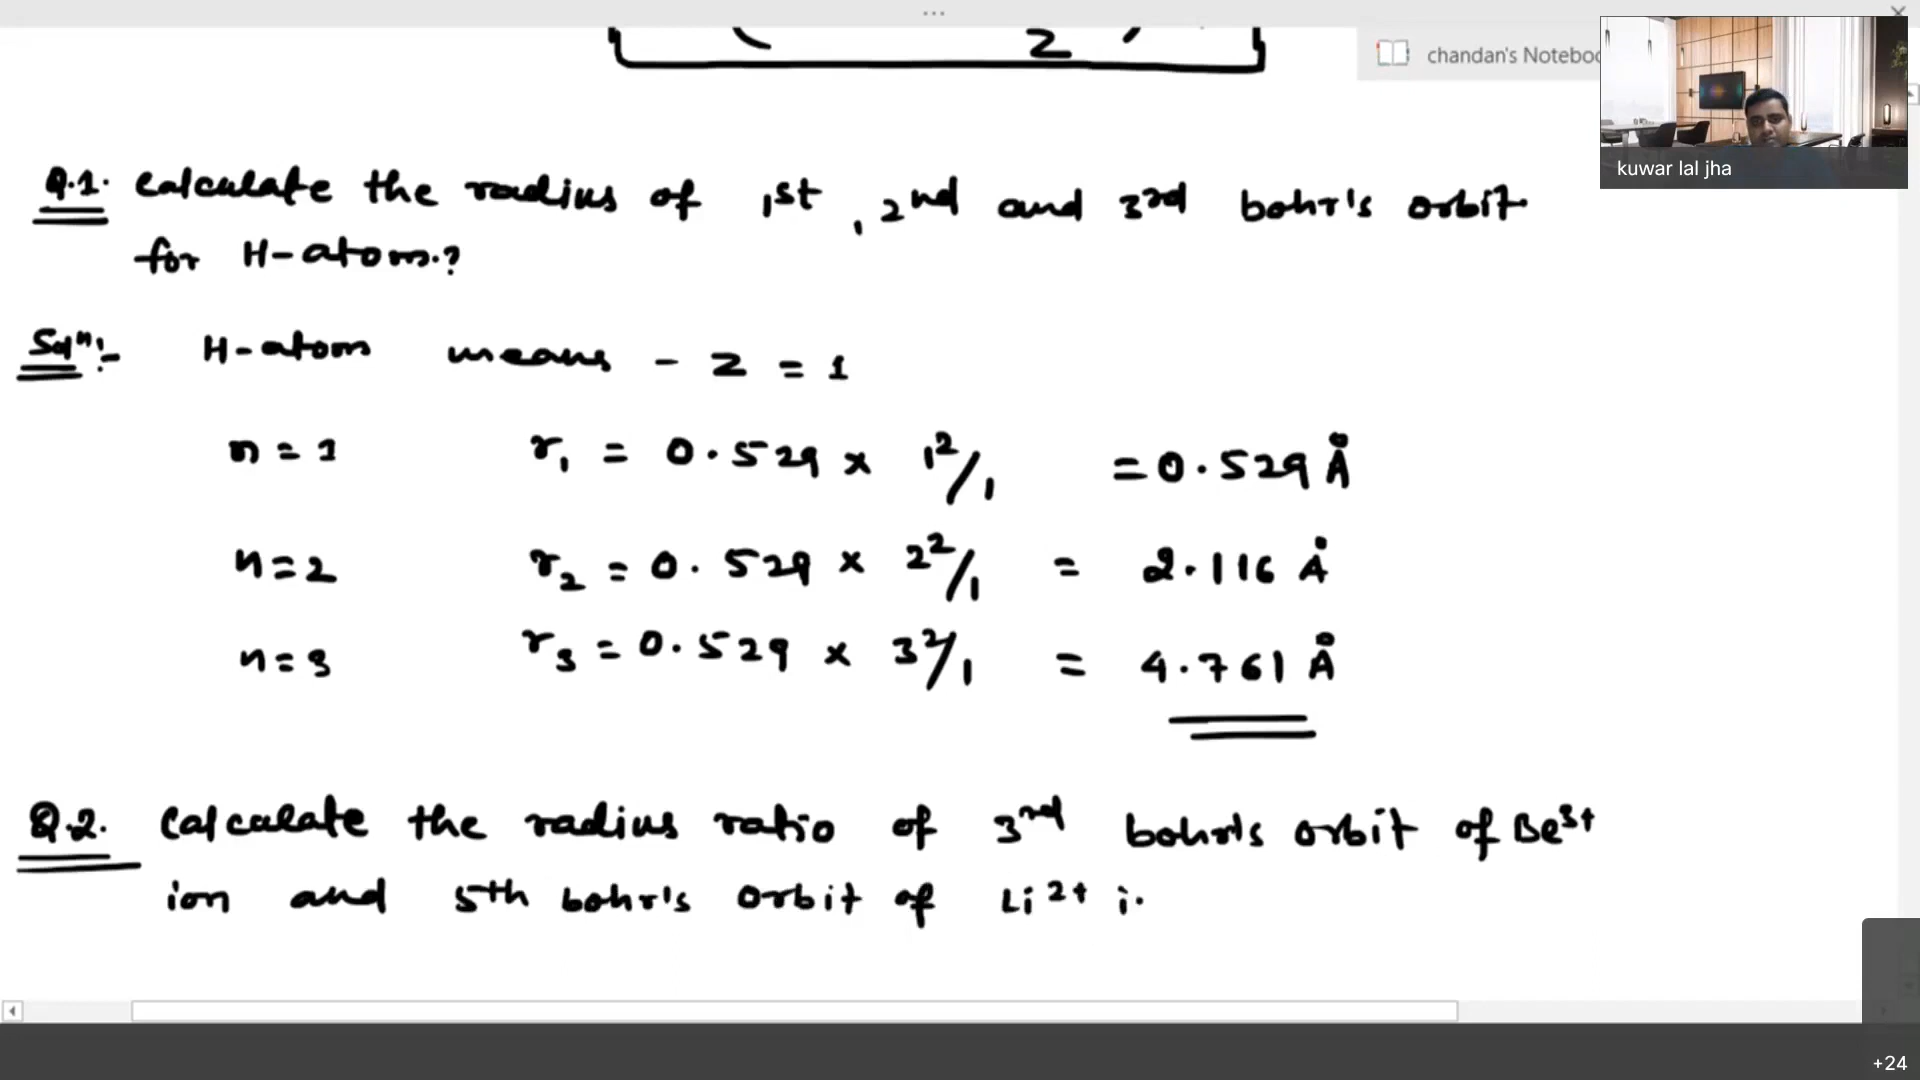 2
chandan's Noteboo
kuwar lal jha
Q.1. Calculate the radius of 1st, 2nd and 3rd bohr's orbit
for H-atom.?
Solⁿ:- H-atom means - Z = 1
n = 1 r₁ = 0.529 × 1²/1 = 0.529 Å
n = 2 r₂ = 0.529 × 2²/1 = 2.116 Å
n = 3 r₃ = 0.529 × 3²/1 = 4.761 Å
Q.2. Calculate the radius ratio of 3rd bohr's orbit of Be³⁺
ion and 5th bohr's orbit of Li²⁺ i.
+24